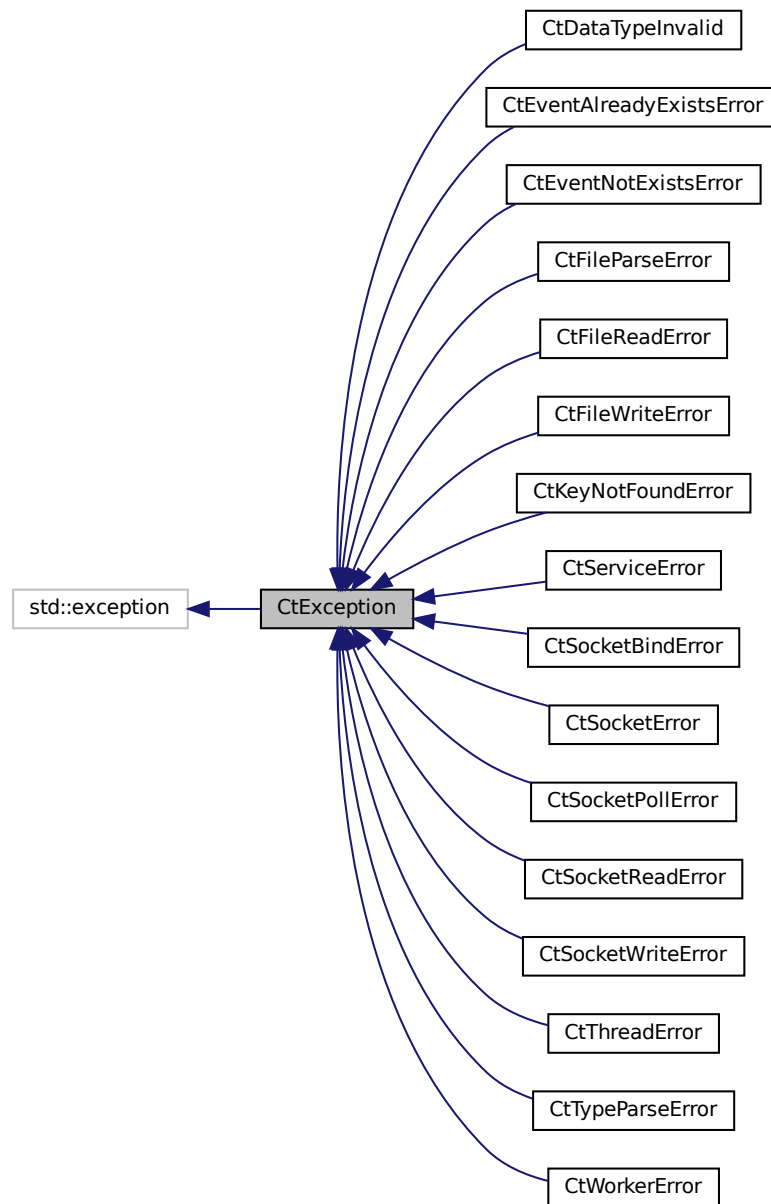 CtDataTypeInvalid
CtEventAlreadyExistsError
CtEventNotExistsError
CtFileParseError
CtFileReadError
CtFileWriteError
CtKeyNotFoundError
CtServiceError
std::exception
CtException
CtSocketBindError
CtSocketError
CtSocketPollError
CtSocketReadError
CtSocketWriteError
CtThreadError
CtTypeParseError
CtWorkerError